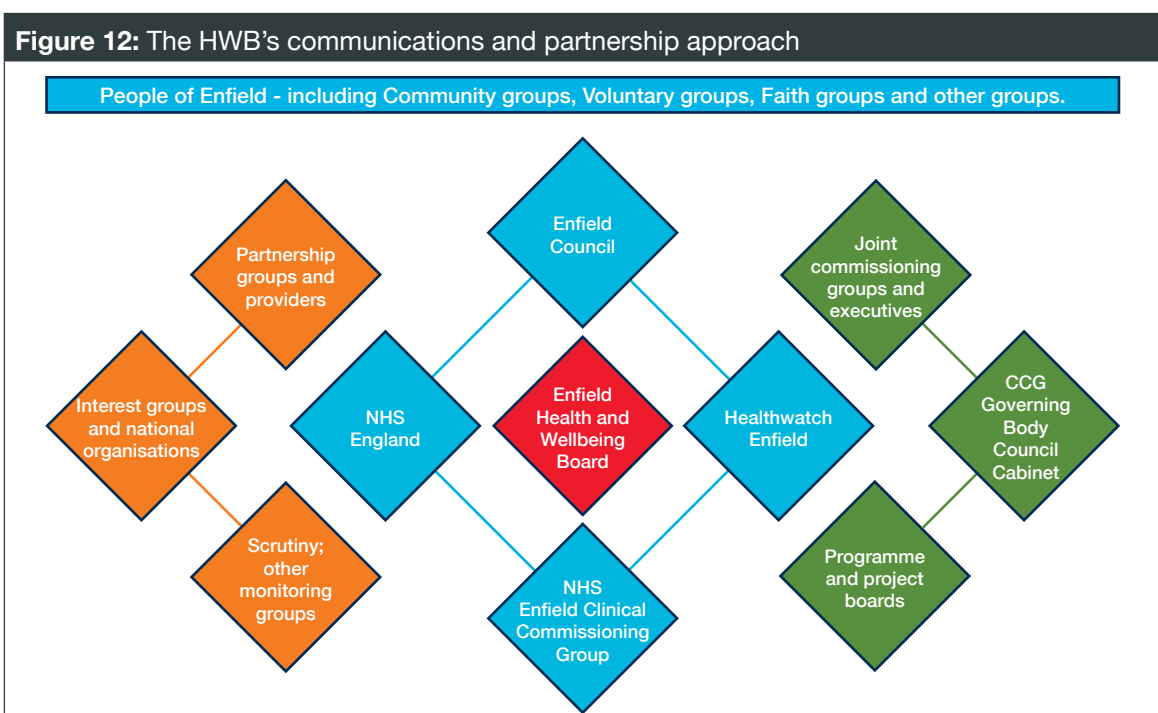 Figure 12: The HWB's communications and partnership approach
People of Enfield - including Community groups, Voluntary groups, Faith groups and other groups.
Partnership
groups and
providers
Enfield
Council
Joint
commissioning
groups and
executives
Interest groups
and national
organisations
NHS
England
Enfield
Health and
Wellbeing
Board
Healthwatch
Enfield
CCG
Governing
Body
Council
Cabinet
Scrutiny;
other
monitoring
groups
NHS
Enfield Clinical
Commissioning
Group
Programme
and project
boards